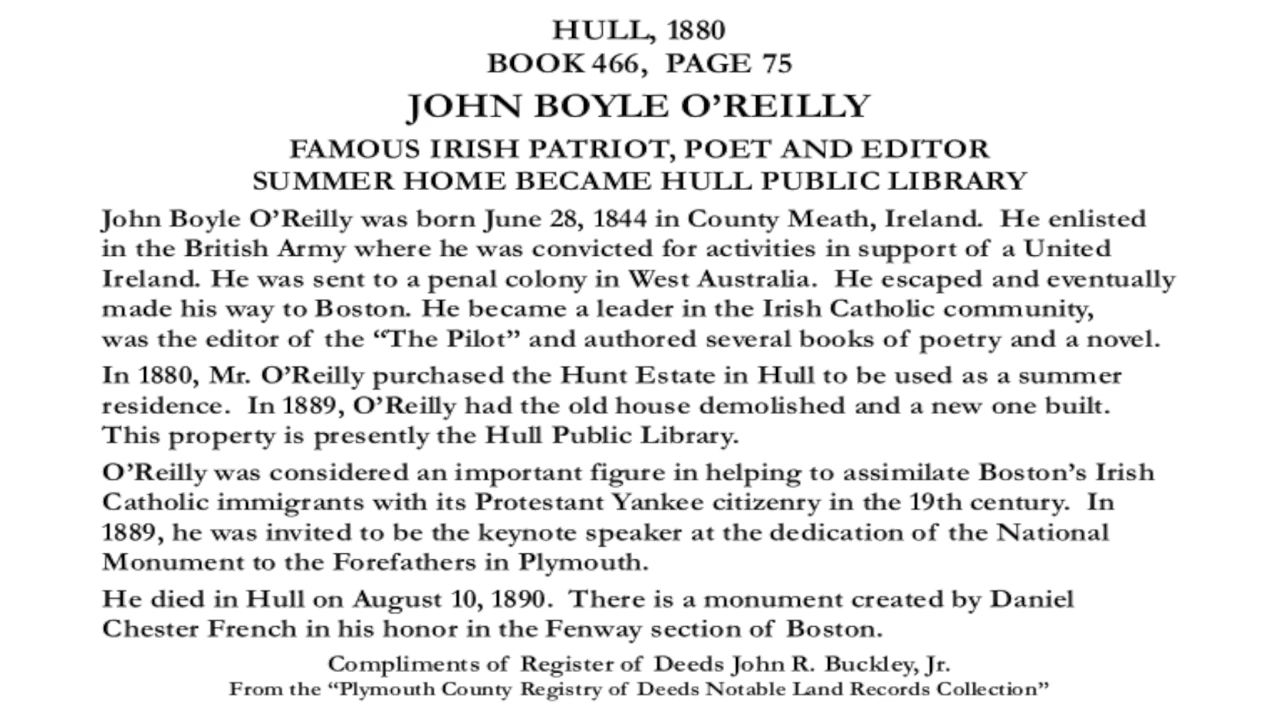 HULL, 1880
BOOK 466, PAGE 75
JOHN BOYLE O’REILLY
FAMOUS IRISH PATRIOT, POET AND EDITOR
SUMMER HOME BECAME HULL PUBLIC LIBRARY
John Boyle O’Reilly was born June 28, 1844 in County Meath, Ireland. He enlisted
in the British Army where he was convicted for activities in support of a United
Ireland. He was sent to a penal colony in West Australia. He escaped and eventually
made his way to Boston. He became a leader in the Irish Catholic community,
was the editor of the “The Pilot” and authored several books of poetry and a novel.
In 1880, Mr. O’Reilly purchased the Hunt Estate in Hull to be used as a summer
residence. In 1889, O’Reilly had the old house demolished and a new one built.
This property is presently the Hull Public Library.
O’Reilly was considered an important figure in helping to assimilate Boston’s Irish
Catholic immigrants with its Protestant Yankee citizenry in the 19th century. In
1889, he was invited to be the keynote speaker at the dedication of the National
Monument to the Forefathers in Plymouth.
He died in Hull on August 10, 1890. There is a monument created by Daniel
Chester French in his honor in the Fenway section of Boston.
Compliments of Register of Deeds John R. Buckley, Jr.
From the “Plymouth County Registry of Deeds Notable Land Records Collection”